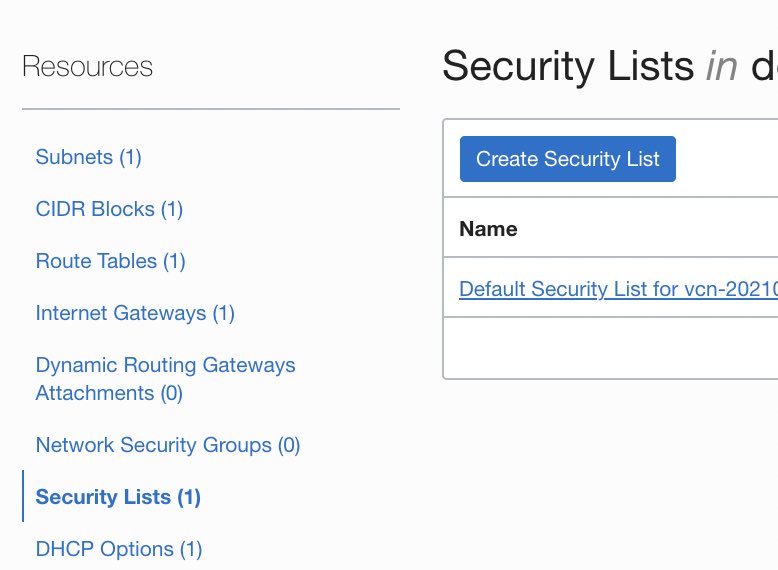 Resources
Subnets (1)
CIDR Blocks (1)
Route Tables (1)
Internet Gateways (1)
Dynamic Routing Gateways
Attachments (0)
Network Security Groups (0)
Security Lists (1)
DHCP Options (1)
Security Lists in d
Create Security List
Name
Default Security List for vcn-20210